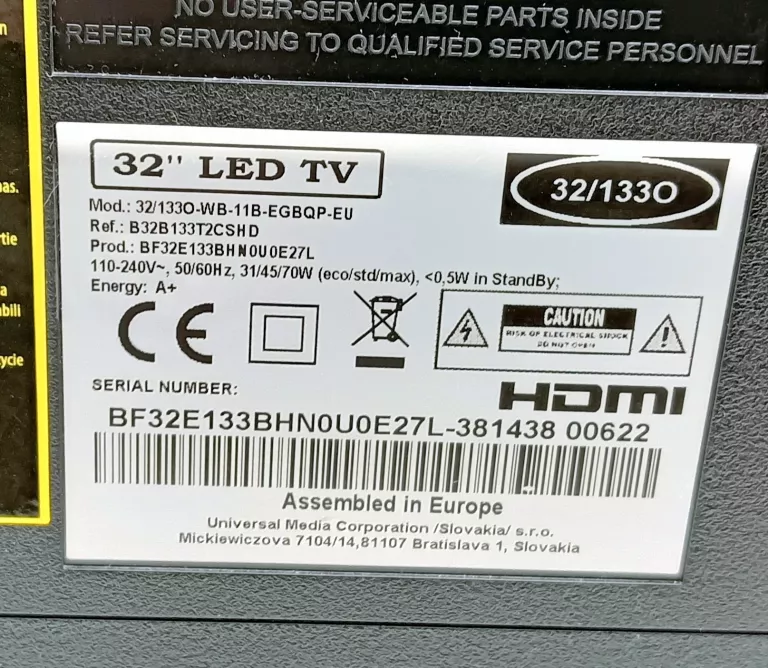 NO USER-SERVICEABLE PARTS INSIDE
REFER SERVICING TO QUALIFIED SERVICE PERSONNEL
32" LED TV
32/133O
Mod.: 32/133O-WB-11B-EGBQP-EU
Ref.: B32B133T2CSHD
Prod.: BF32E133BHN0U0E27L
110-240V~, 50/60Hz, 31/45/70W (eco/std/max), <0,5W in StandBy;
Energy: A+
CE
CAUTION
RISK OF ELECTRICAL SHOCK
DO NOT OPEN
SERIAL NUMBER:
HDMI
BF32E133BHN0U0E27L-381438 00622
Assembled in Europe
Universal Media Corporation /Slovakia/ s.r.o.
Mickiewiczova 7104/14,81107 Bratislava 1, Slovakia